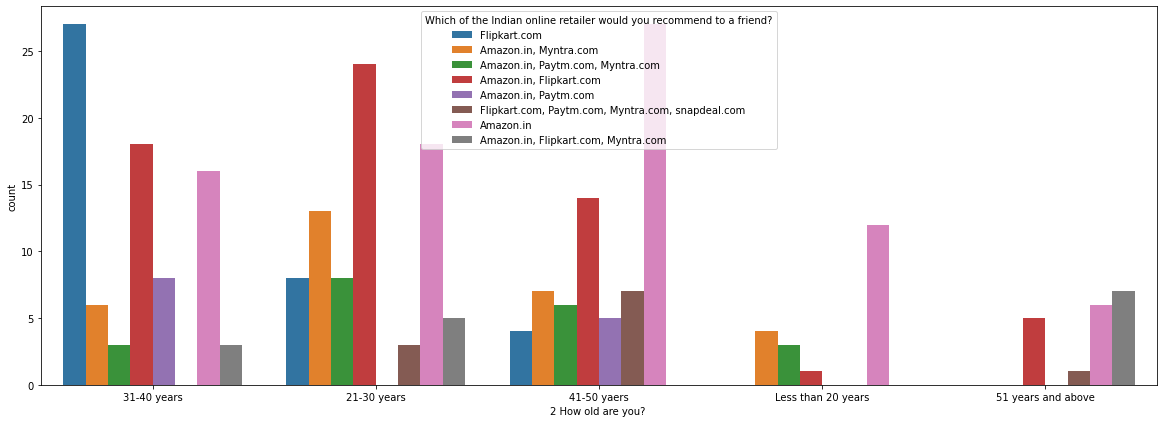 Which of the Indian online retailer would you recommend to a friend?
Flipkart.com
Amazon.in, Myntra.com
Amazon.in, Paytm.com, Myntra.com
Amazon.in, Flipkart.com
Amazon.in, Paytm.com
Flipkart.com, Paytm.com, Myntra.com, snapdeal.com
Amazon.in
Amazon.in, Flipkart.com, Myntra.com
count
25
20
15
10
5
0
31-40 years
21-30 years
41-50 yaers
Less than 20 years
51 years and above
2 How old are you?